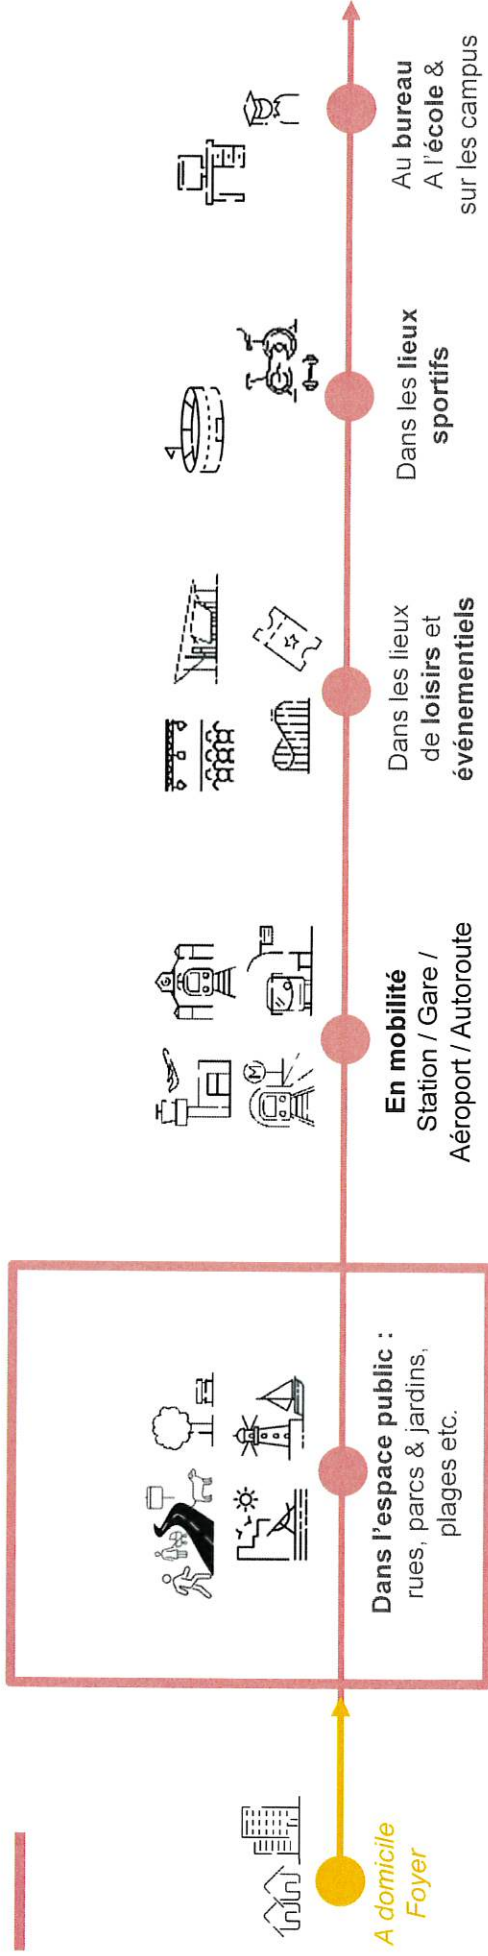 A domicile
Foyer
Dans l'espace public :
rues, parcs & jardins,
plages etc.
M
En mobilité
Station / Gare /
Aéroport / Autoroute
Dans les lieux
de loisirs et
événementiels
Dans les lieux
sportifs
Au bureau
A l'école &
sur les campus